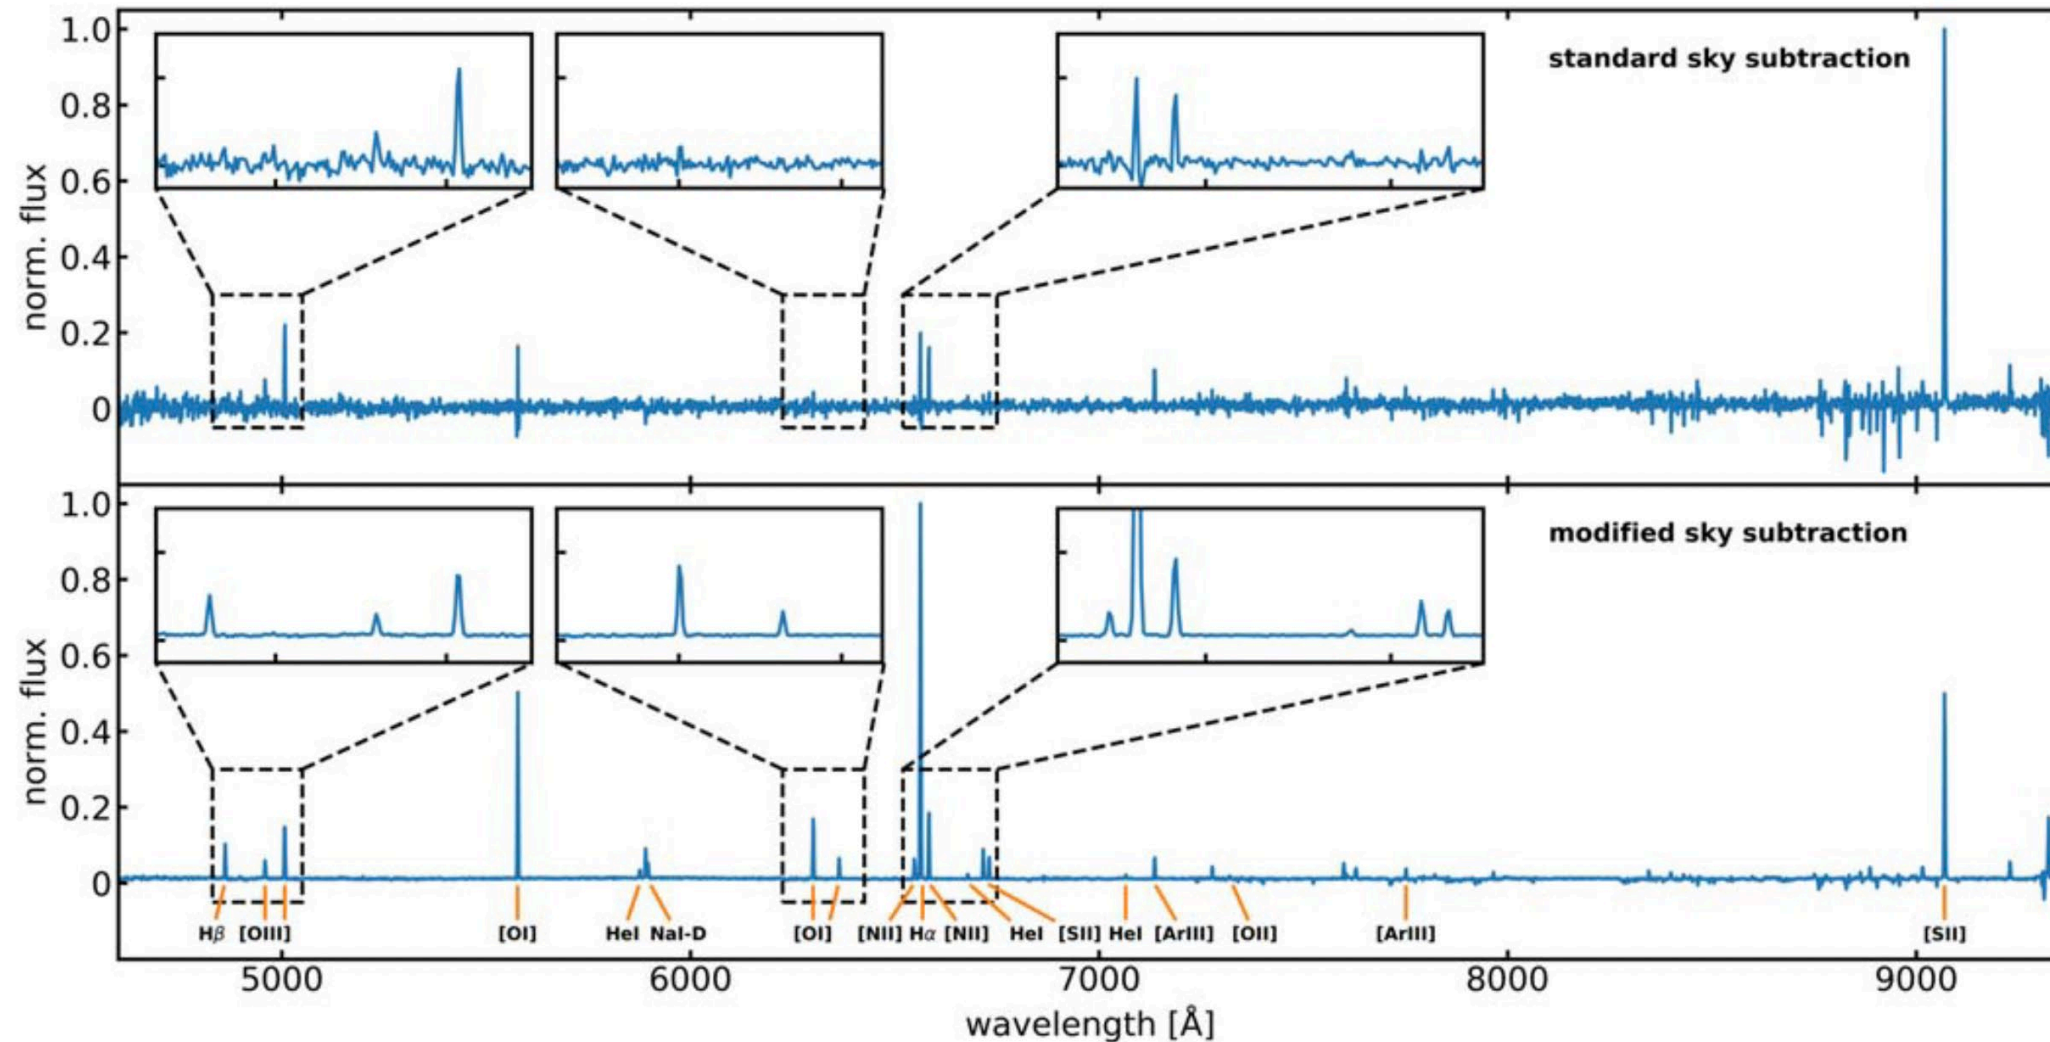 standard sky subtraction
norm. flux
1.0
0.8
0.6
0.4
0.2
0
modified sky subtraction
norm. flux
1.0
0.8
0.6
0.4
0.2
0
Hβ [OIII] [OI] HeI NaI-D [OI] [NII] Hα [NII] HeI [SII] HeI [ArIII] [OII] [ArIII] [SII]
5000 6000 7000 8000 9000
wavelength [Å]